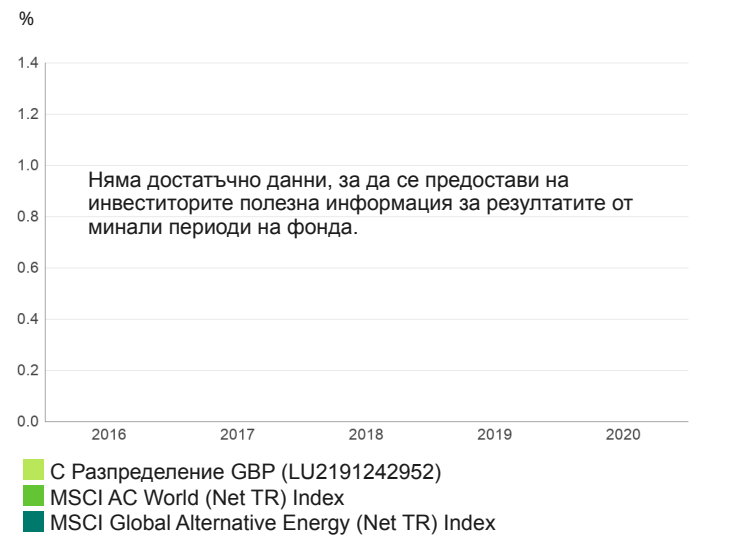 %
1.4
1.2
1.0
0.8
0.6
0.4
0.2
0.0
Няма достатъчно данни, за да се предостави на
инвеститорите полезна информация за резултатите от
минали периоди на фонда.
2016 2017 2018 2019 2020
C Разпределение GBP (LU2191242952)
MSCI AC World (Net TR) Index
MSCI Global Alternative Energy (Net TR) Index